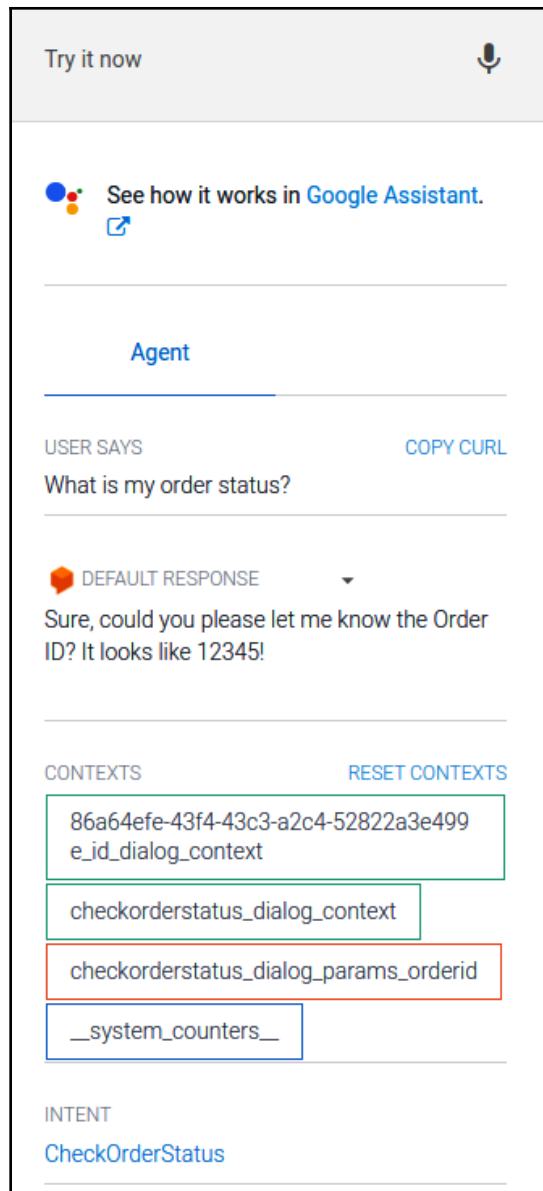 Try it now
See how it works in Google Assistant.
Agent
USER SAYS COPY CURL
What is my order status?
DEFAULT RESPONSE
Sure, could you please let me know the Order
ID? It looks like 12345!
CONTEXTS RESET CONTEXTS
86a64efe-43f4-43c3-a2c4-52822a3e499
e_id_dialog_context
checkorderstatus_dialog_context
checkorderstatus_dialog_params_orderid
__system_counters__
INTENT
CheckOrderStatus